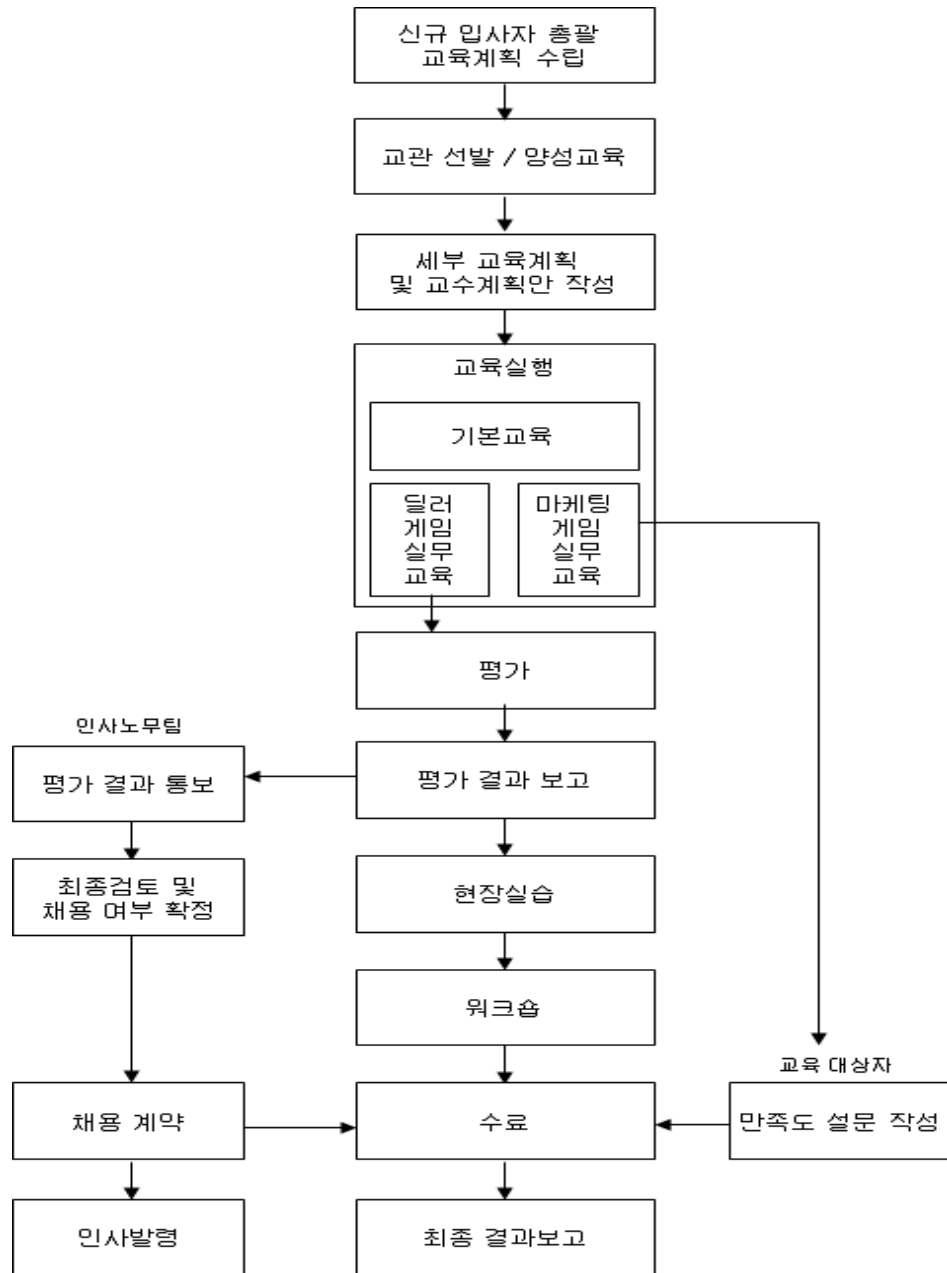 신규 입사자 총괄
교육계획 수립
교관 선발 / 양성교육
세부 교육계획
및 교수계획안 작성
교육실행
기본교육
딜러
게임
실무
교육
마케팅
게임
실무
교육
평가
인사노무팀
평가 결과 통보
평가 결과 보고
최종검토 및
채용 여부 확정
현장실습
워크숍
교육 대상자
채용 계약
수료
만족도 설문 작성
인사발령
최종 결과보고